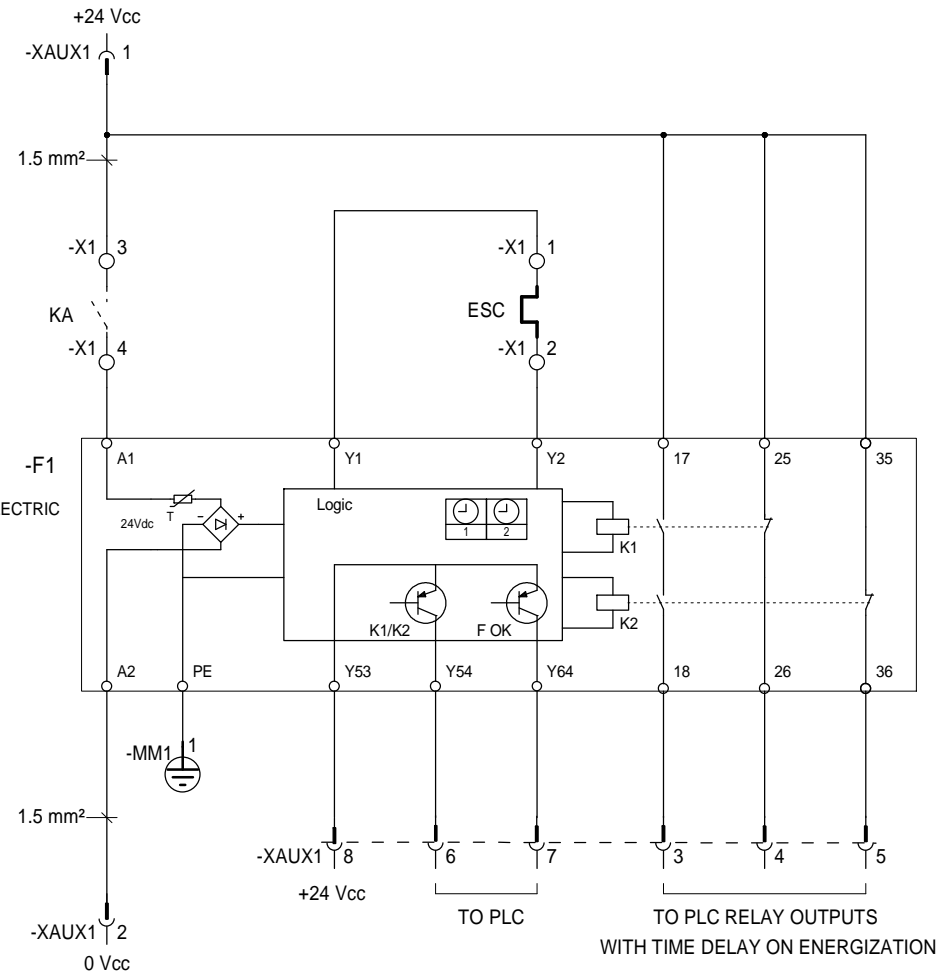 +24 Vcc
-XAUX1 1
1.5 mm²
-X1 3
-X1 1
KA
ESC
-X1 4
-X1 2
-F1
A1
Y1
Y2
17
25
35
ECTRIC
24Vdc
T
- +
Logic
1 2
K1
K1/K2
F OK
K2
A2
PE
Y53
Y54
Y64
18
26
36
-MM1 1
1.5 mm²
-XAUX1 8 6 7 3 4 5
+24 Vcc
TO PLC
TO PLC RELAY OUTPUTS
WITH TIME DELAY ON ENERGIZATION
-XAUX1 2
0 Vcc